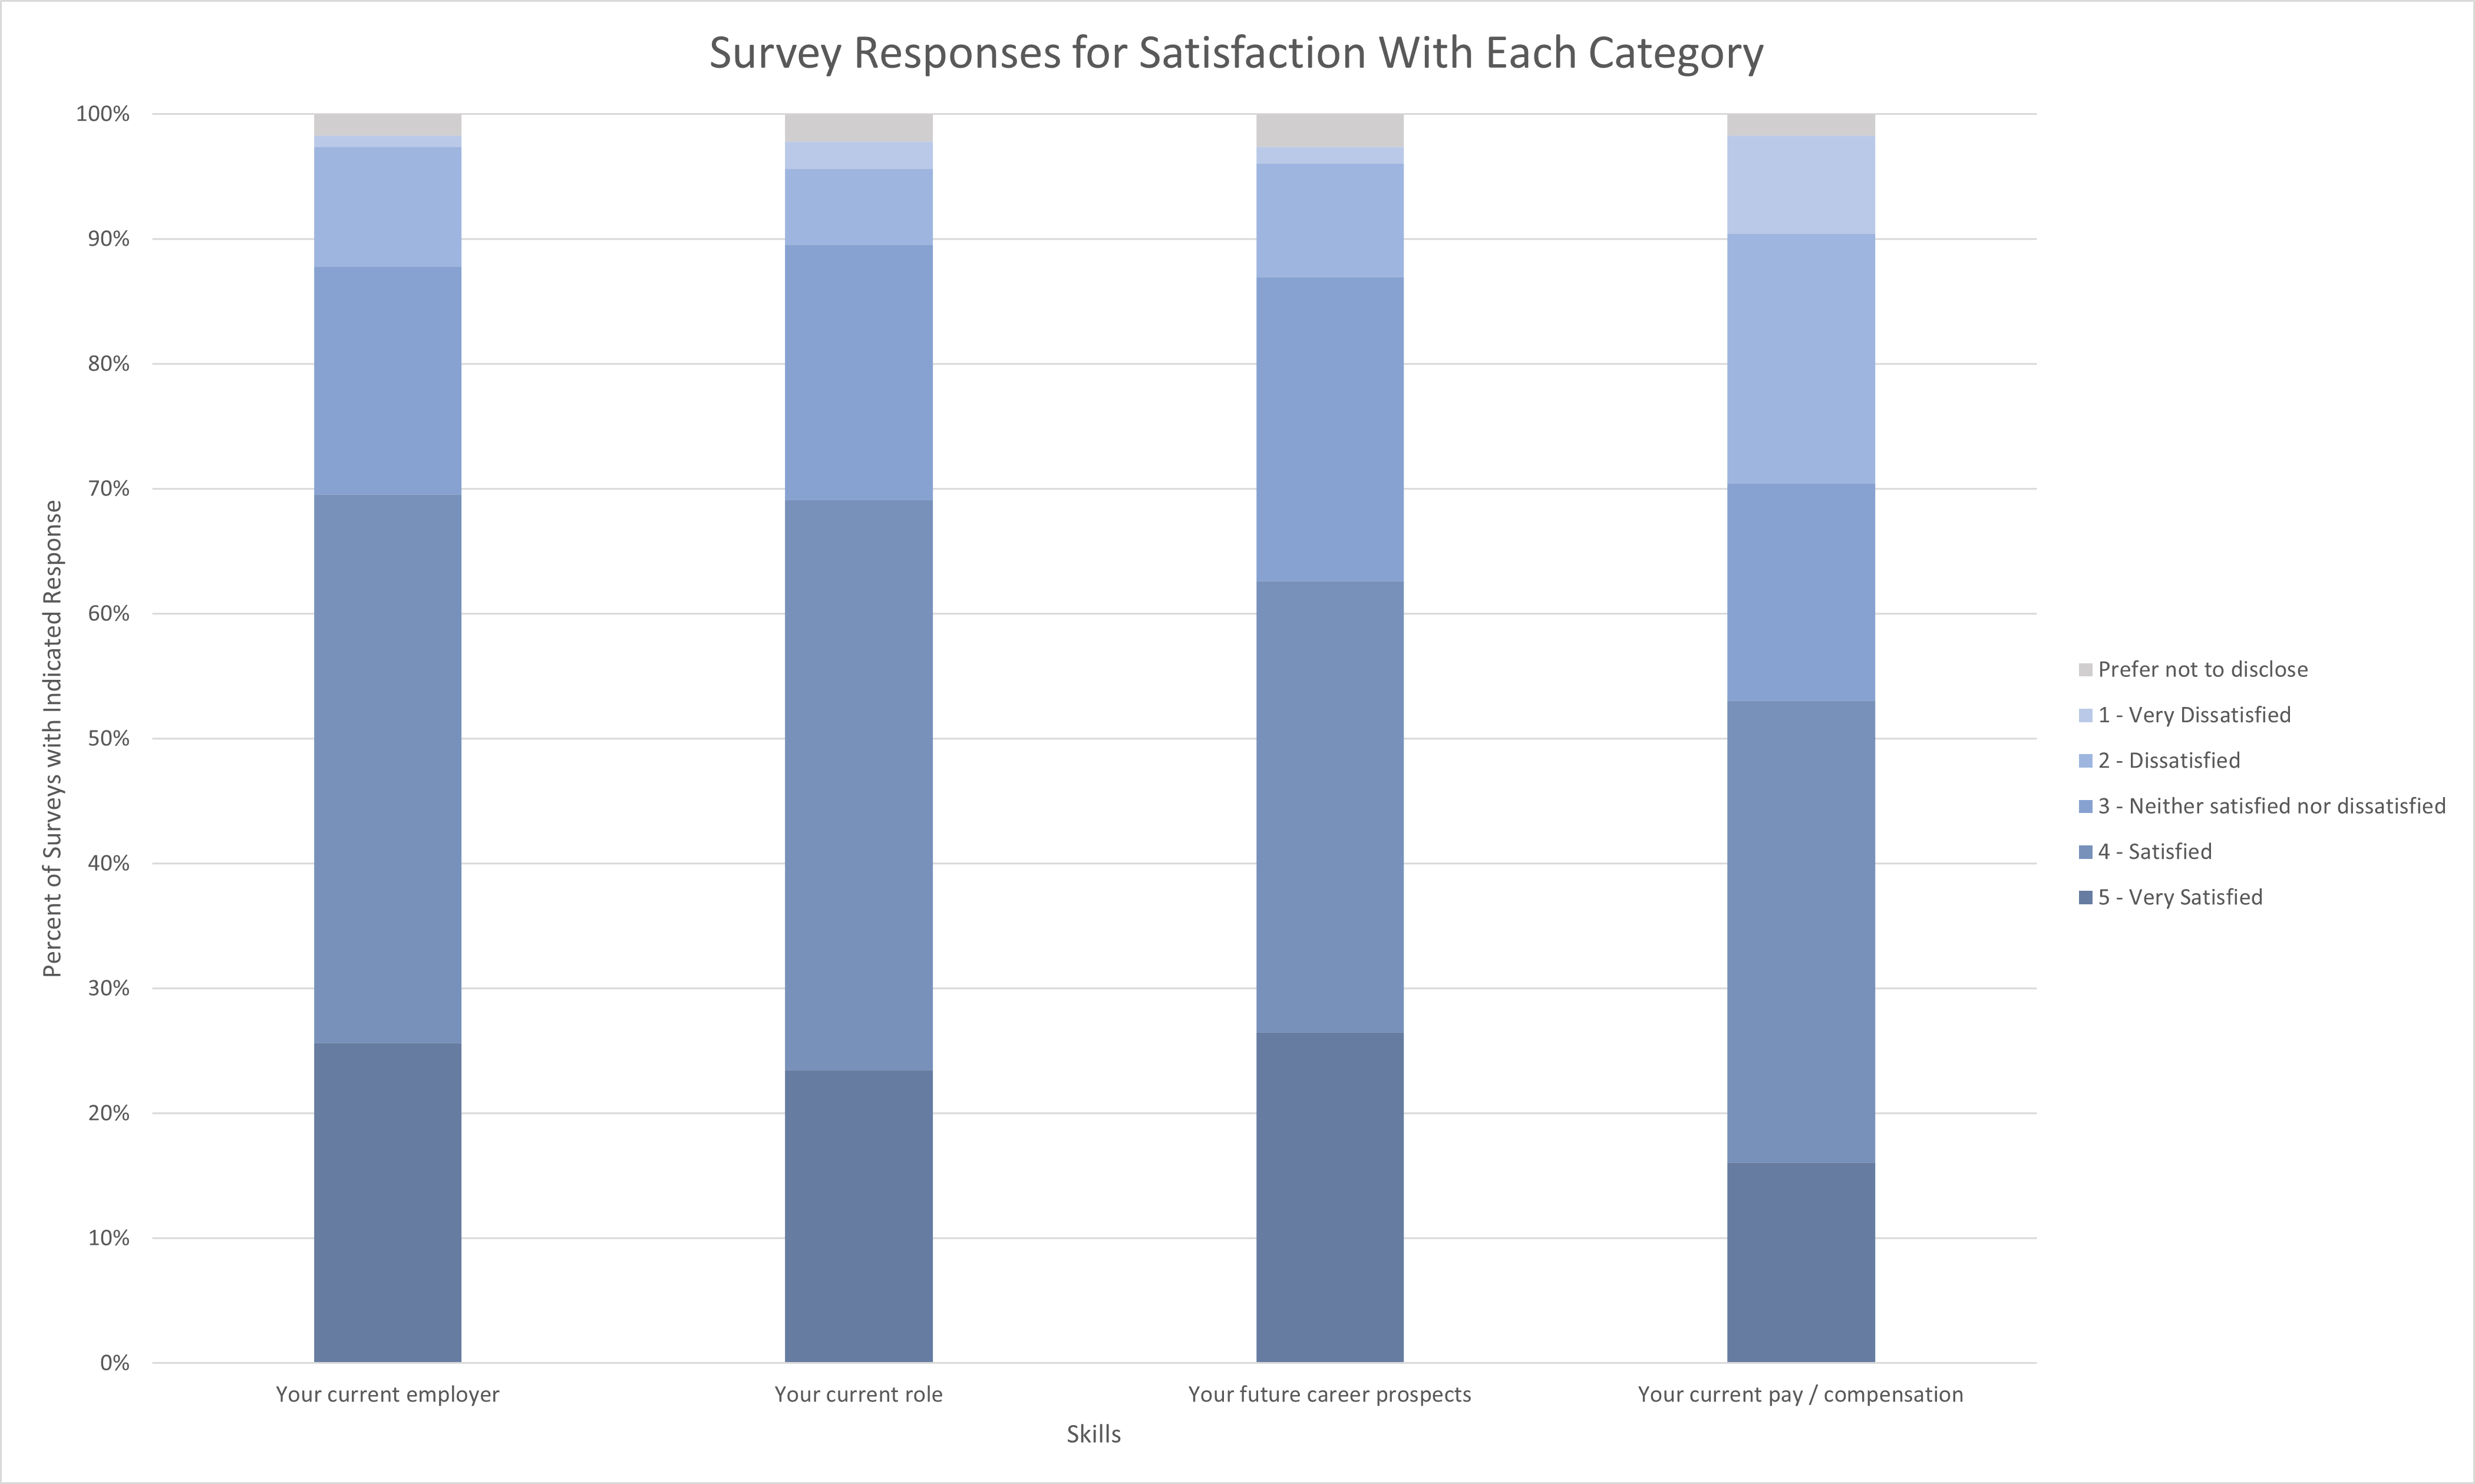 Survey Responses for Satisfaction With Each Category
100%
90%
80%
70%
60%
50%
40%
30%
20%
10%
0%
Percent of Surveys with Indicated Response
Your current employer
Your current role
Your future career prospects
Your current pay / compensation
Skills
Prefer not to disclose
1 - Very Dissatisfied
2 - Dissatisfied
3 - Neither satisfied nor dissatisfied
4 - Satisfied
5 - Very Satisfied